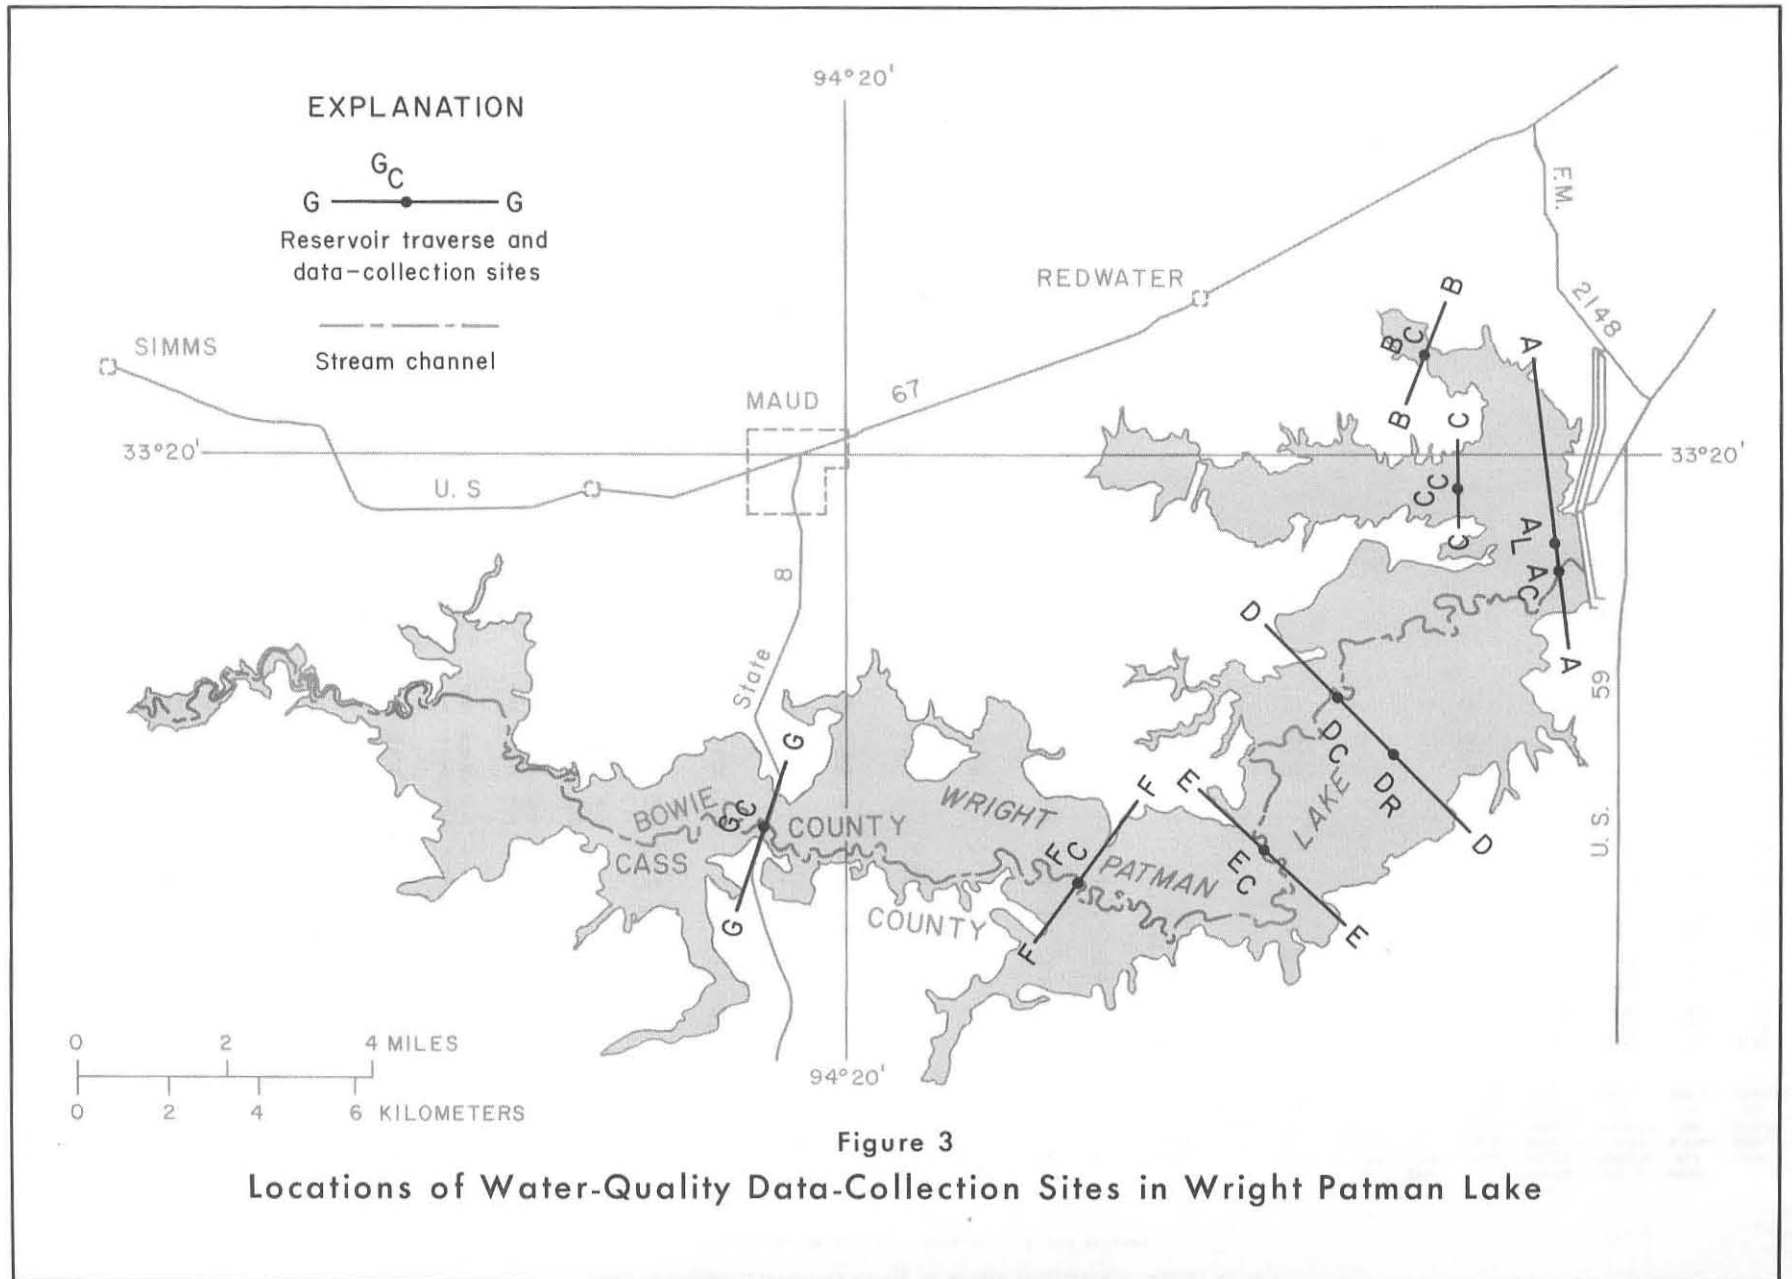 94°20'
EXPLANATION
GC
G G
Reservoir traverse and
data-collection sites
Stream channel
SIMMS
REDWATER
MAUD
67
F.M.
2148
33°20'
33°20'
U. S
8
State
B
BC
B
A
C
CC
C
AL
AC
A
D
DC
DR
D
59
U.S.
G
GC
G
BOWIE
COUNTY
CASS
COUNTY
WRIGHT
PATMAN
LAKE
F
FC
F
E
EC
E
0 2 4 MILES
0 2 4 6 KILOMETERS
94°20'
Figure 3
Locations of Water-Quality Data-Collection Sites in Wright Patman Lake